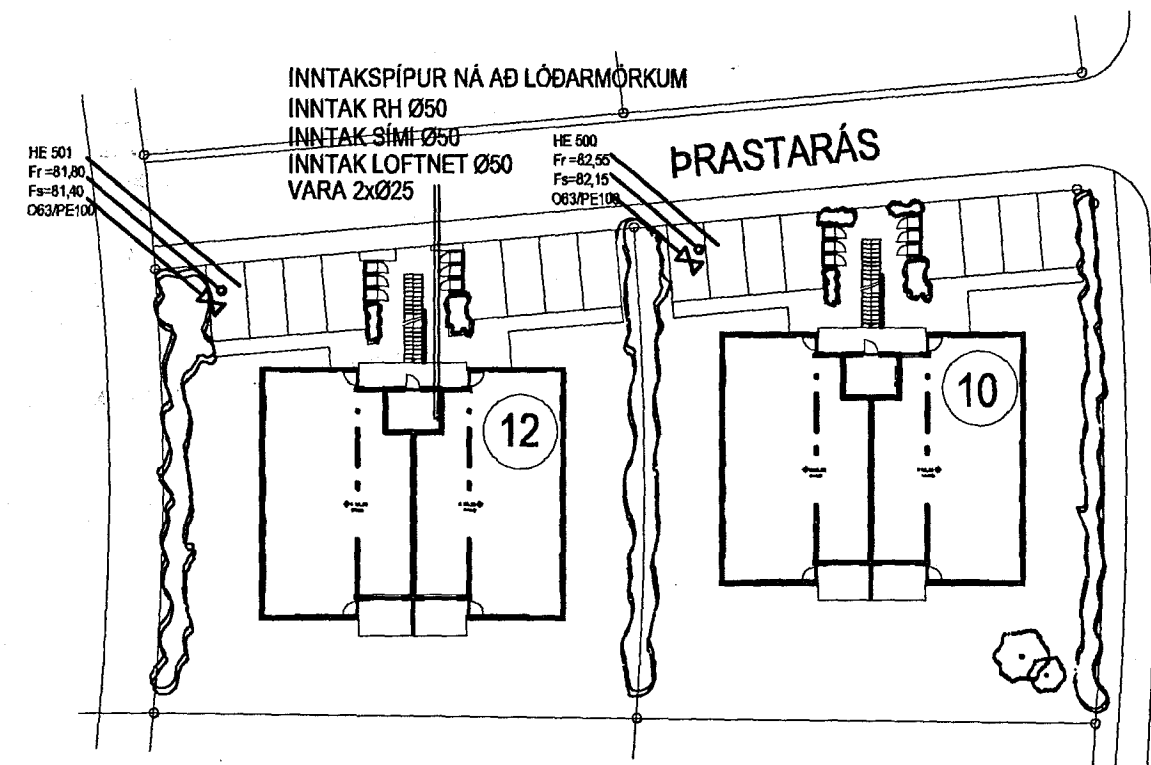 INNTAKSPÍPUR NÁ AÐ LÓÐARMÖRKUM
INNTAK RH Ø50
INNTAK SÍMI Ø50
INNTAK LOFTNET Ø50
VARA 2xØ25
HE 501
Fr =81,80
Fs=81,40
O63/PE100
HE 500
Fr =82,55
Fs=82,15
O63/PE100
ÞRASTARÁS
12
10